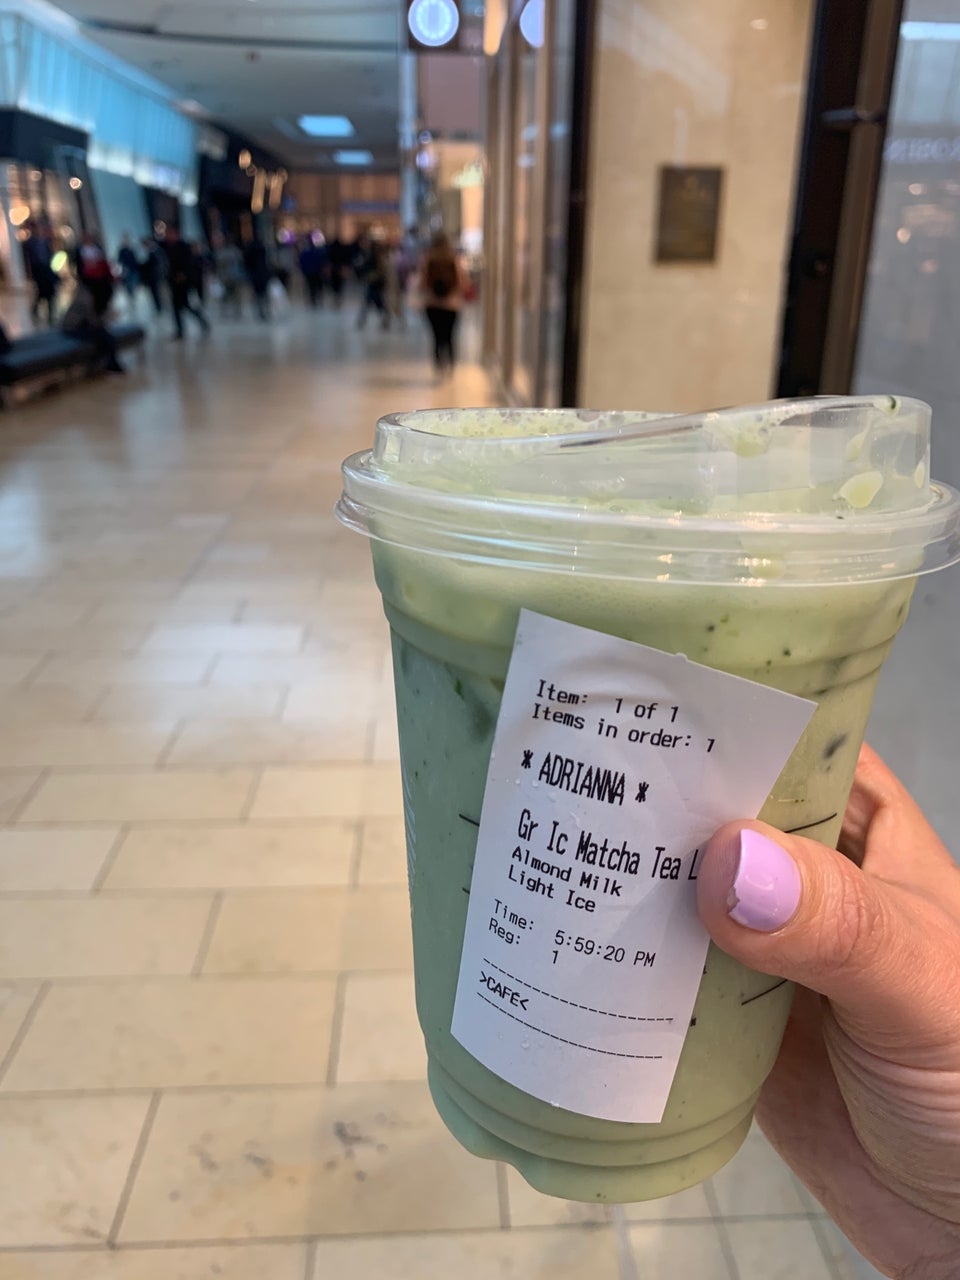 Item: 1 of 1
Items in order: 1
* ADRIANNA *
Gr Ic Matcha Tea L
Almond Milk
Light Ice
Time: 5:59:20 PM
Reg: 1
>CAFE<